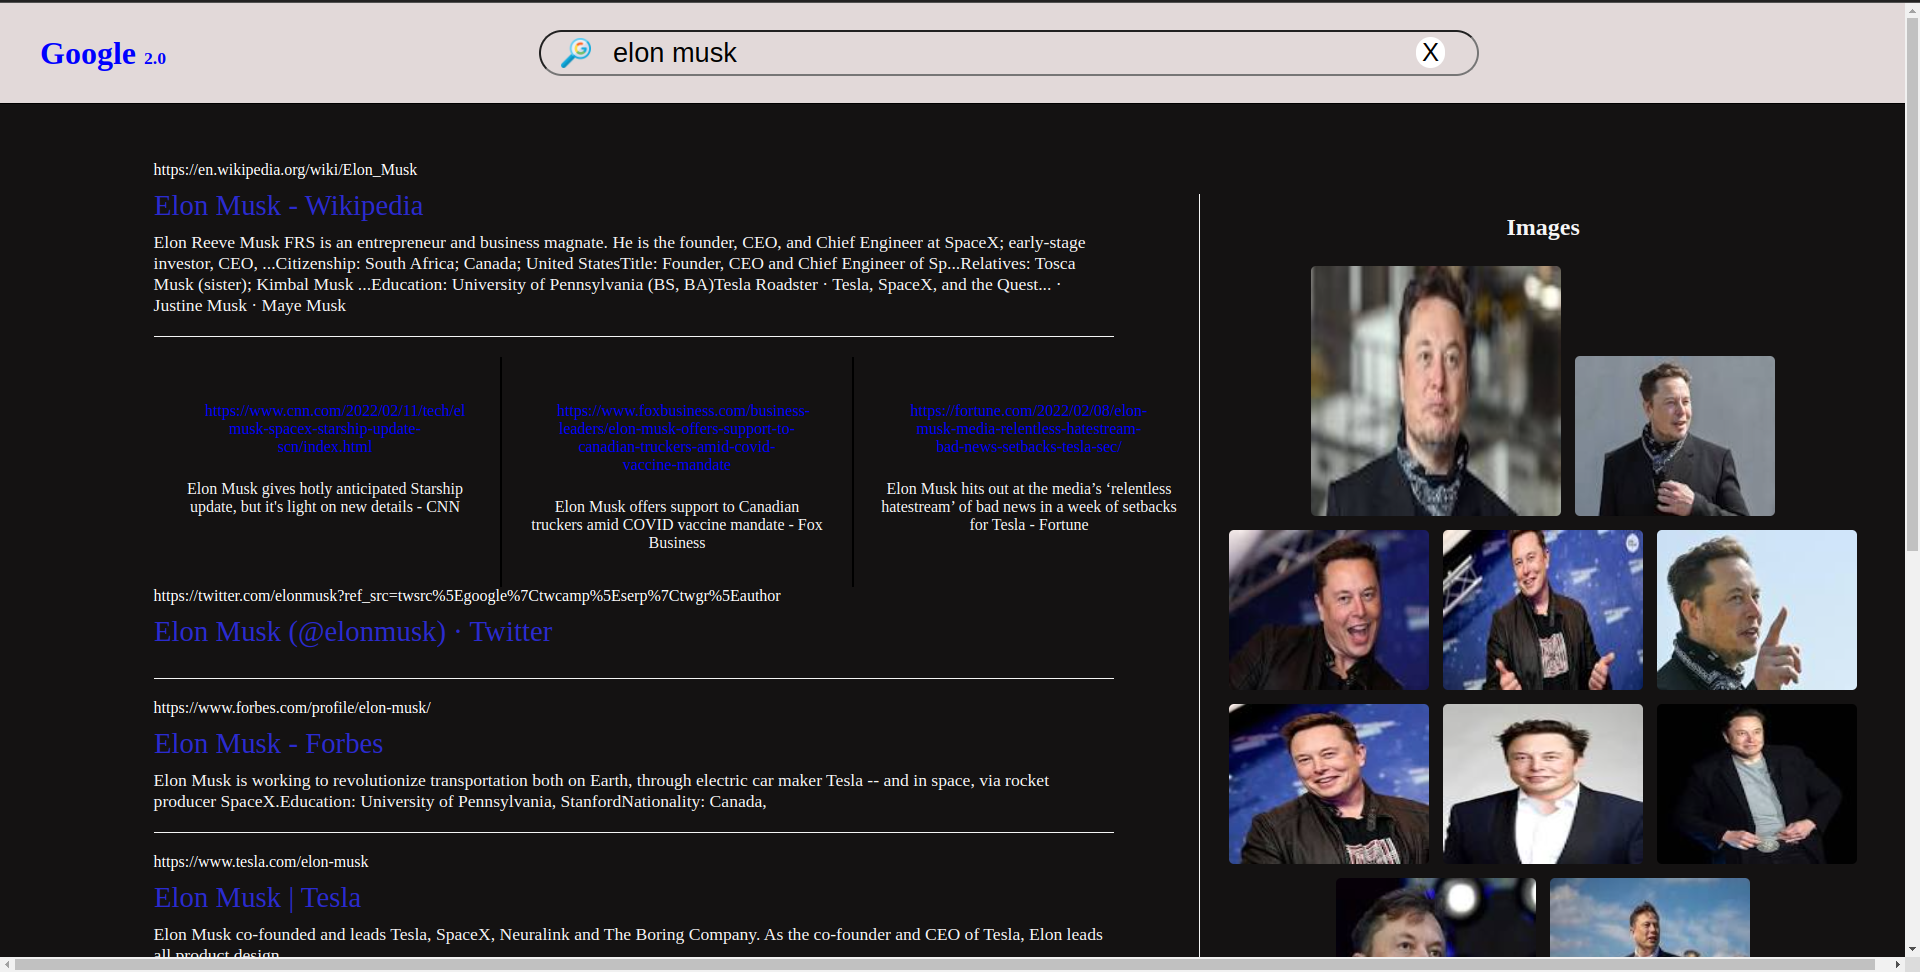 Google 2.0
elon musk
X
https://en.wikipedia.org/wiki/Elon_Musk
Elon Musk - Wikipedia
Elon Reeve Musk FRS is an entrepreneur and business magnate. He is the founder, CEO, and Chief Engineer at SpaceX; early-stage
investor, CEO, ...Citizenship: South Africa; Canada; United StatesTitle: Founder, CEO and Chief Engineer of Sp...Relatives: Tosca
Musk (sister); Kimbal Musk ...Education: University of Pennsylvania (BS, BA)Tesla Roadster · Tesla, SpaceX, and the Quest... ·
Justine Musk · Maye Musk
https://www.cnn.com/2022/02/11/tech/el
musk-spacex-starship-update-
scn/index.html
Elon Musk gives hotly anticipated Starship
update, but it's light on new details - CNN
https://www.foxbusiness.com/business-
leaders/elon-musk-offers-support-to-
canadian-truckers-amid-covid-
vaccine-mandate
Elon Musk offers support to Canadian
truckers amid COVID vaccine mandate - Fox
Business
https://fortune.com/2022/02/08/elon-
musk-media-relentless-hatestream-
bad-news-setbacks-tesla-sec/
Elon Musk hits out at the media’s ‘relentless
hatestream’ of bad news in a week of setbacks
for Tesla - Fortune
https://twitter.com/elonmusk?ref_src=twsrc%5Egoogle%7Ctwcamp%5Eserp%7Ctwgr%5Eauthor
Elon Musk (@elonmusk) · Twitter
https://www.forbes.com/profile/elon-musk/
Elon Musk - Forbes
Elon Musk is working to revolutionize transportation both on Earth, through electric car maker Tesla -- and in space, via rocket
producer SpaceX.Education: University of Pennsylvania, StanfordNationality: Canada,
https://www.tesla.com/elon-musk
Elon Musk | Tesla
Elon Musk co-founded and leads Tesla, SpaceX, Neuralink and The Boring Company. As the co-founder and CEO of Tesla, Elon leads
all product design
Images